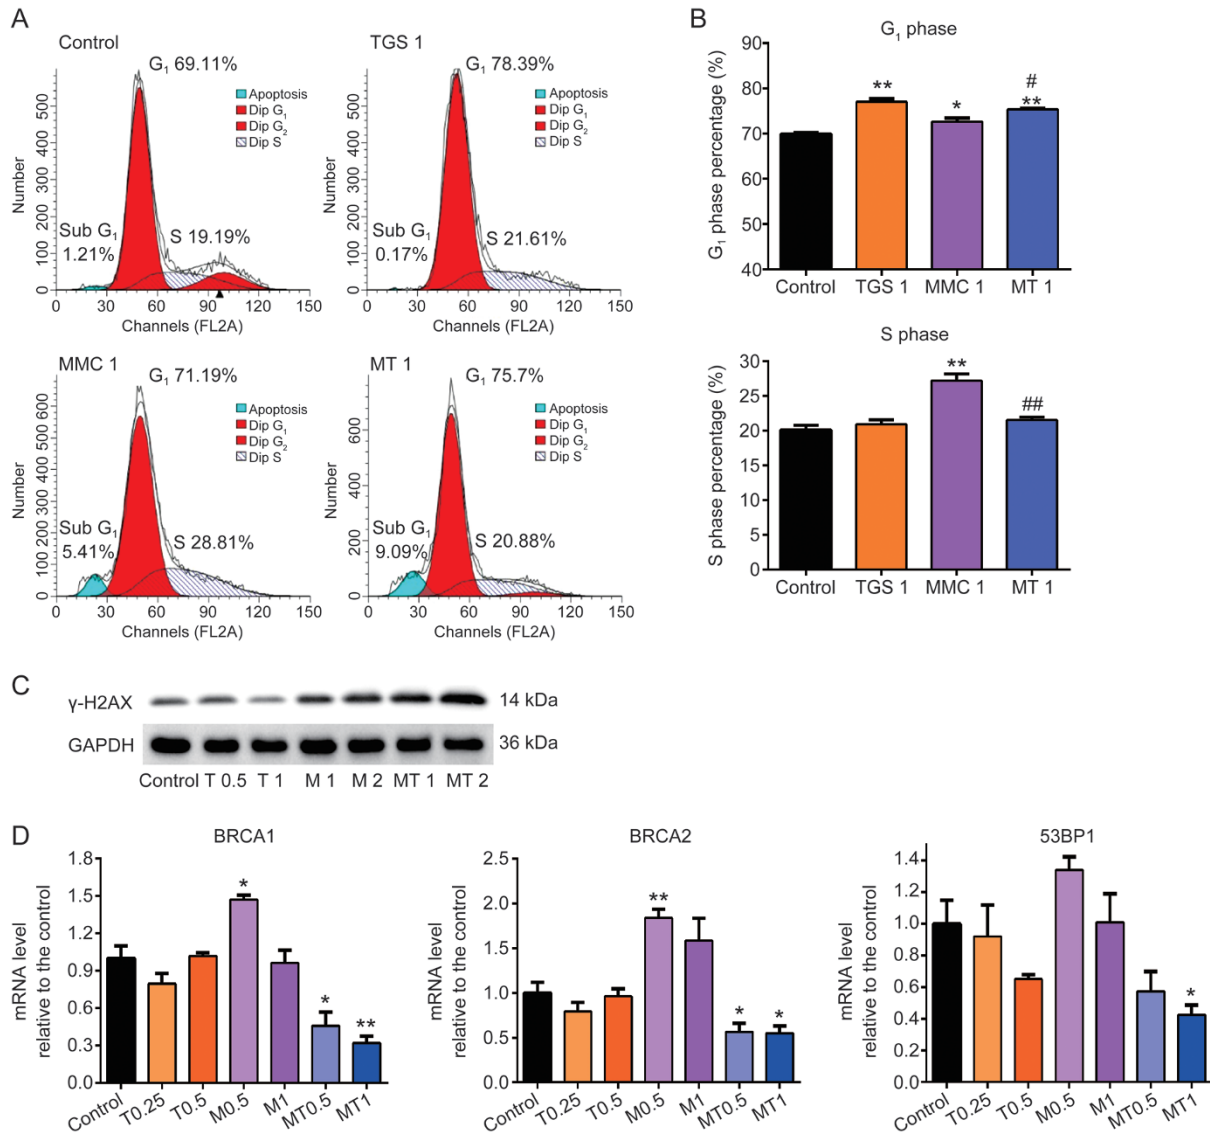 A
Control
G1 69.11%
Apoptosis
Dip G1
Dip G2
Dip S
Sub G1
1.21%
S 19.19%
Number
500
400
300
200
100
0
0 30 60 90 120 150
Channels (FL2A)
TGS 1
G1 78.39%
Apoptosis
Dip G1
Dip G2
Dip S
Sub G1
0.17%
S 21.61%
Number
500
400
300
200
100
0
0 30 60 90 120 150
Channels (FL2A)
MMC 1
G1 71.19%
Apoptosis
Dip G1
Dip G2
Dip S
Sub G1
5.41%
S 28.81%
Number
600
500
400
300
200
100
0
0 30 60 90 120 150
Channels (FL2A)
MT 1
G1 75.7%
Apoptosis
Dip G1
Dip G2
Dip S
Sub G1
9.09%
S 20.88%
Number
600
400
200
0
0 30 60 90 120 150
Channels (FL2A)
B
G1 phase
G1 phase percentage (%)
90
80
70
60
50
40
**
*
#
**
Control TGS 1 MMC 1 MT 1
S phase
S phase percentage (%)
30
25
20
15
10
5
0
**
##
Control TGS 1 MMC 1 MT 1
C
γ-H2AX 14 kDa
GAPDH 36 kDa
Control T 0.5 T 1 M 1 M 2 MT 1 MT 2
D
BRCA1
mRNA level
relative to the control
1.8
1.5
1.2
0.9
0.6
0.3
0.0
*
*
**
Control T0.25 T0.5 M0.5 M1 MT0.5 MT1
BRCA2
mRNA level
relative to the control
2.5
2.0
1.5
1.0
0.5
0.0
**
*
*
Control T0.25 T0.5 M0.5 M1 MT0.5 MT1
53BP1
mRNA level
relative to the control
1.4
1.2
1.0
0.8
0.6
0.4
0.2
0.0
*
Control T0.25 T0.5 M0.5 M1 MT0.5 MT1